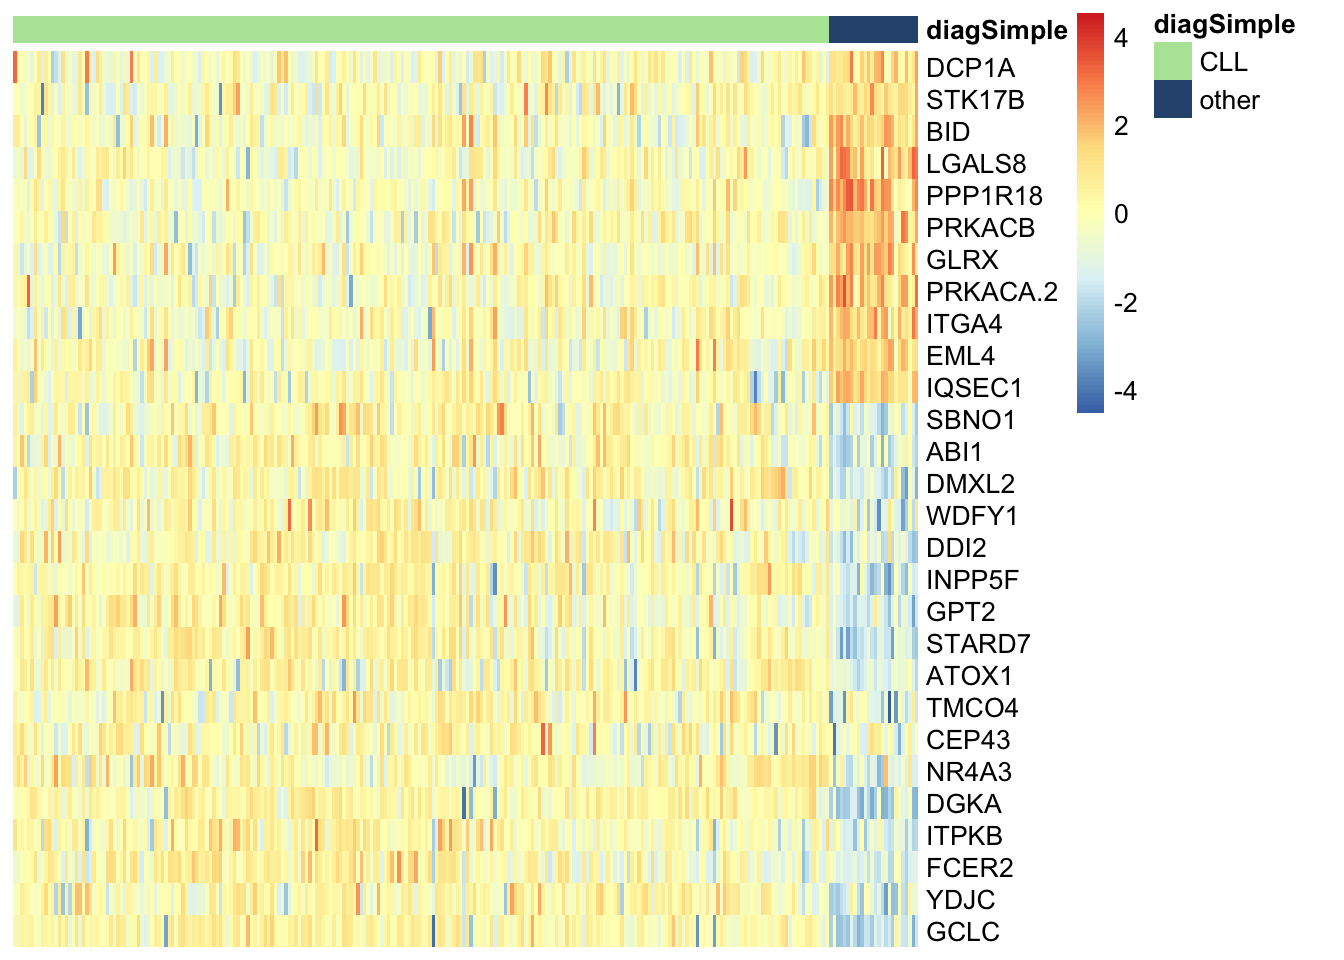 diagSimple
DCP1A
STK17B
BID
LGALS8
PPP1R18
PRKACB
GLRX
PRKACA.2
ITGA4
EML4
IQSEC1
SBNO1
ABI1
DMXL2
WDFY1
DDI2
INPP5F
GPT2
STARD7
ATOX1
TMCO4
CEP43
NR4A3
DGKA
ITPKB
FCER2
YDJC
GCLC
4
2
0
-2
-4
diagSimple
CLL
other